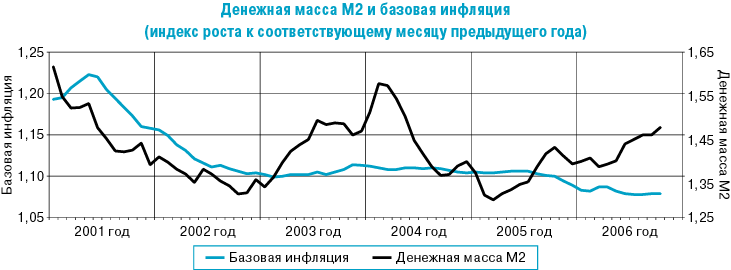 Денежная масса М2 и базовая инфляция
(индекс роста к соответствующему месяцу предыдущего года)
Базовая инфляция
1,25
1,20
1,15
1,10
1,05
1,65
1,55
1,45
1,35
1,25
Денежная масса М2
2001 год 2002 год 2003 год 2004 год 2005 год 2006 год
Базовая инфляция Денежная масса М2